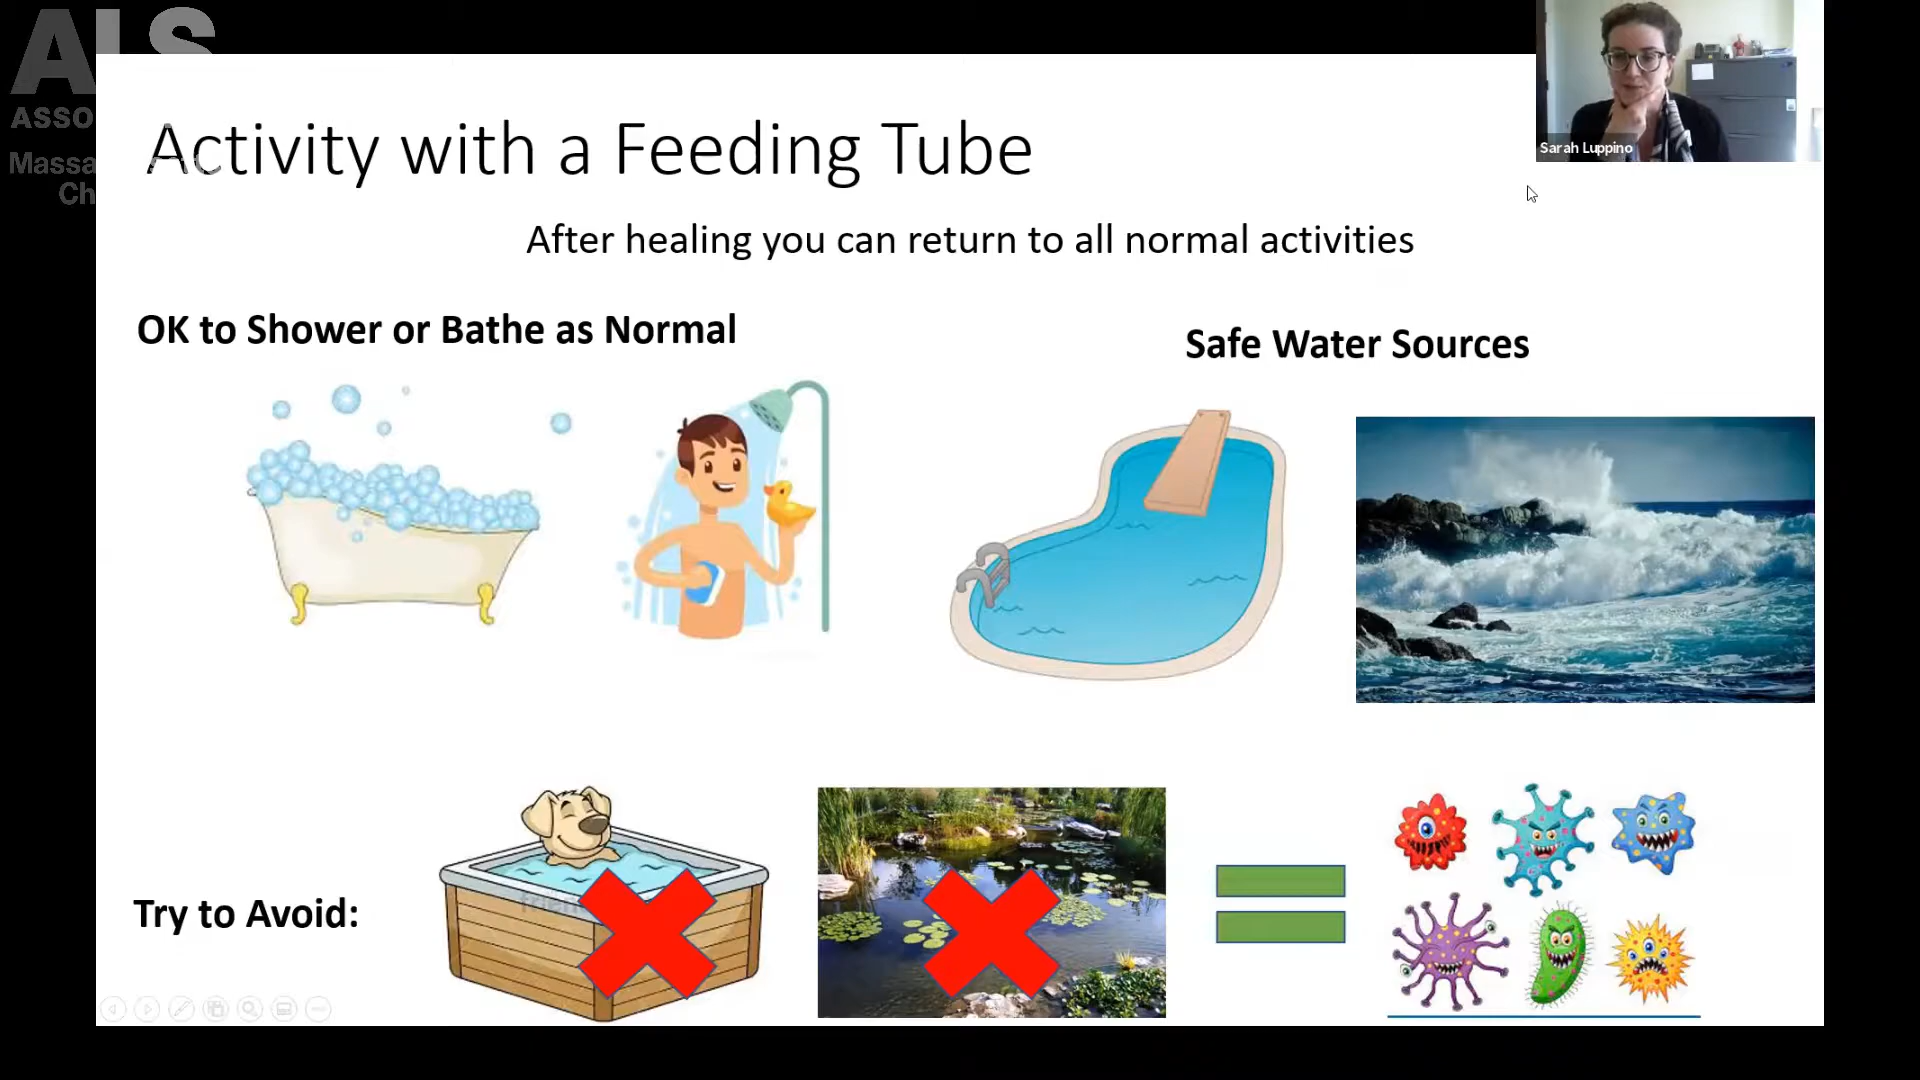 ALS
ASSO
Massa
Ch
Sarah Luppino
Activity with a Feeding Tube
After healing you can return to all normal activities
OK to Shower or Bathe as Normal
Safe Water Sources
Try to Avoid: